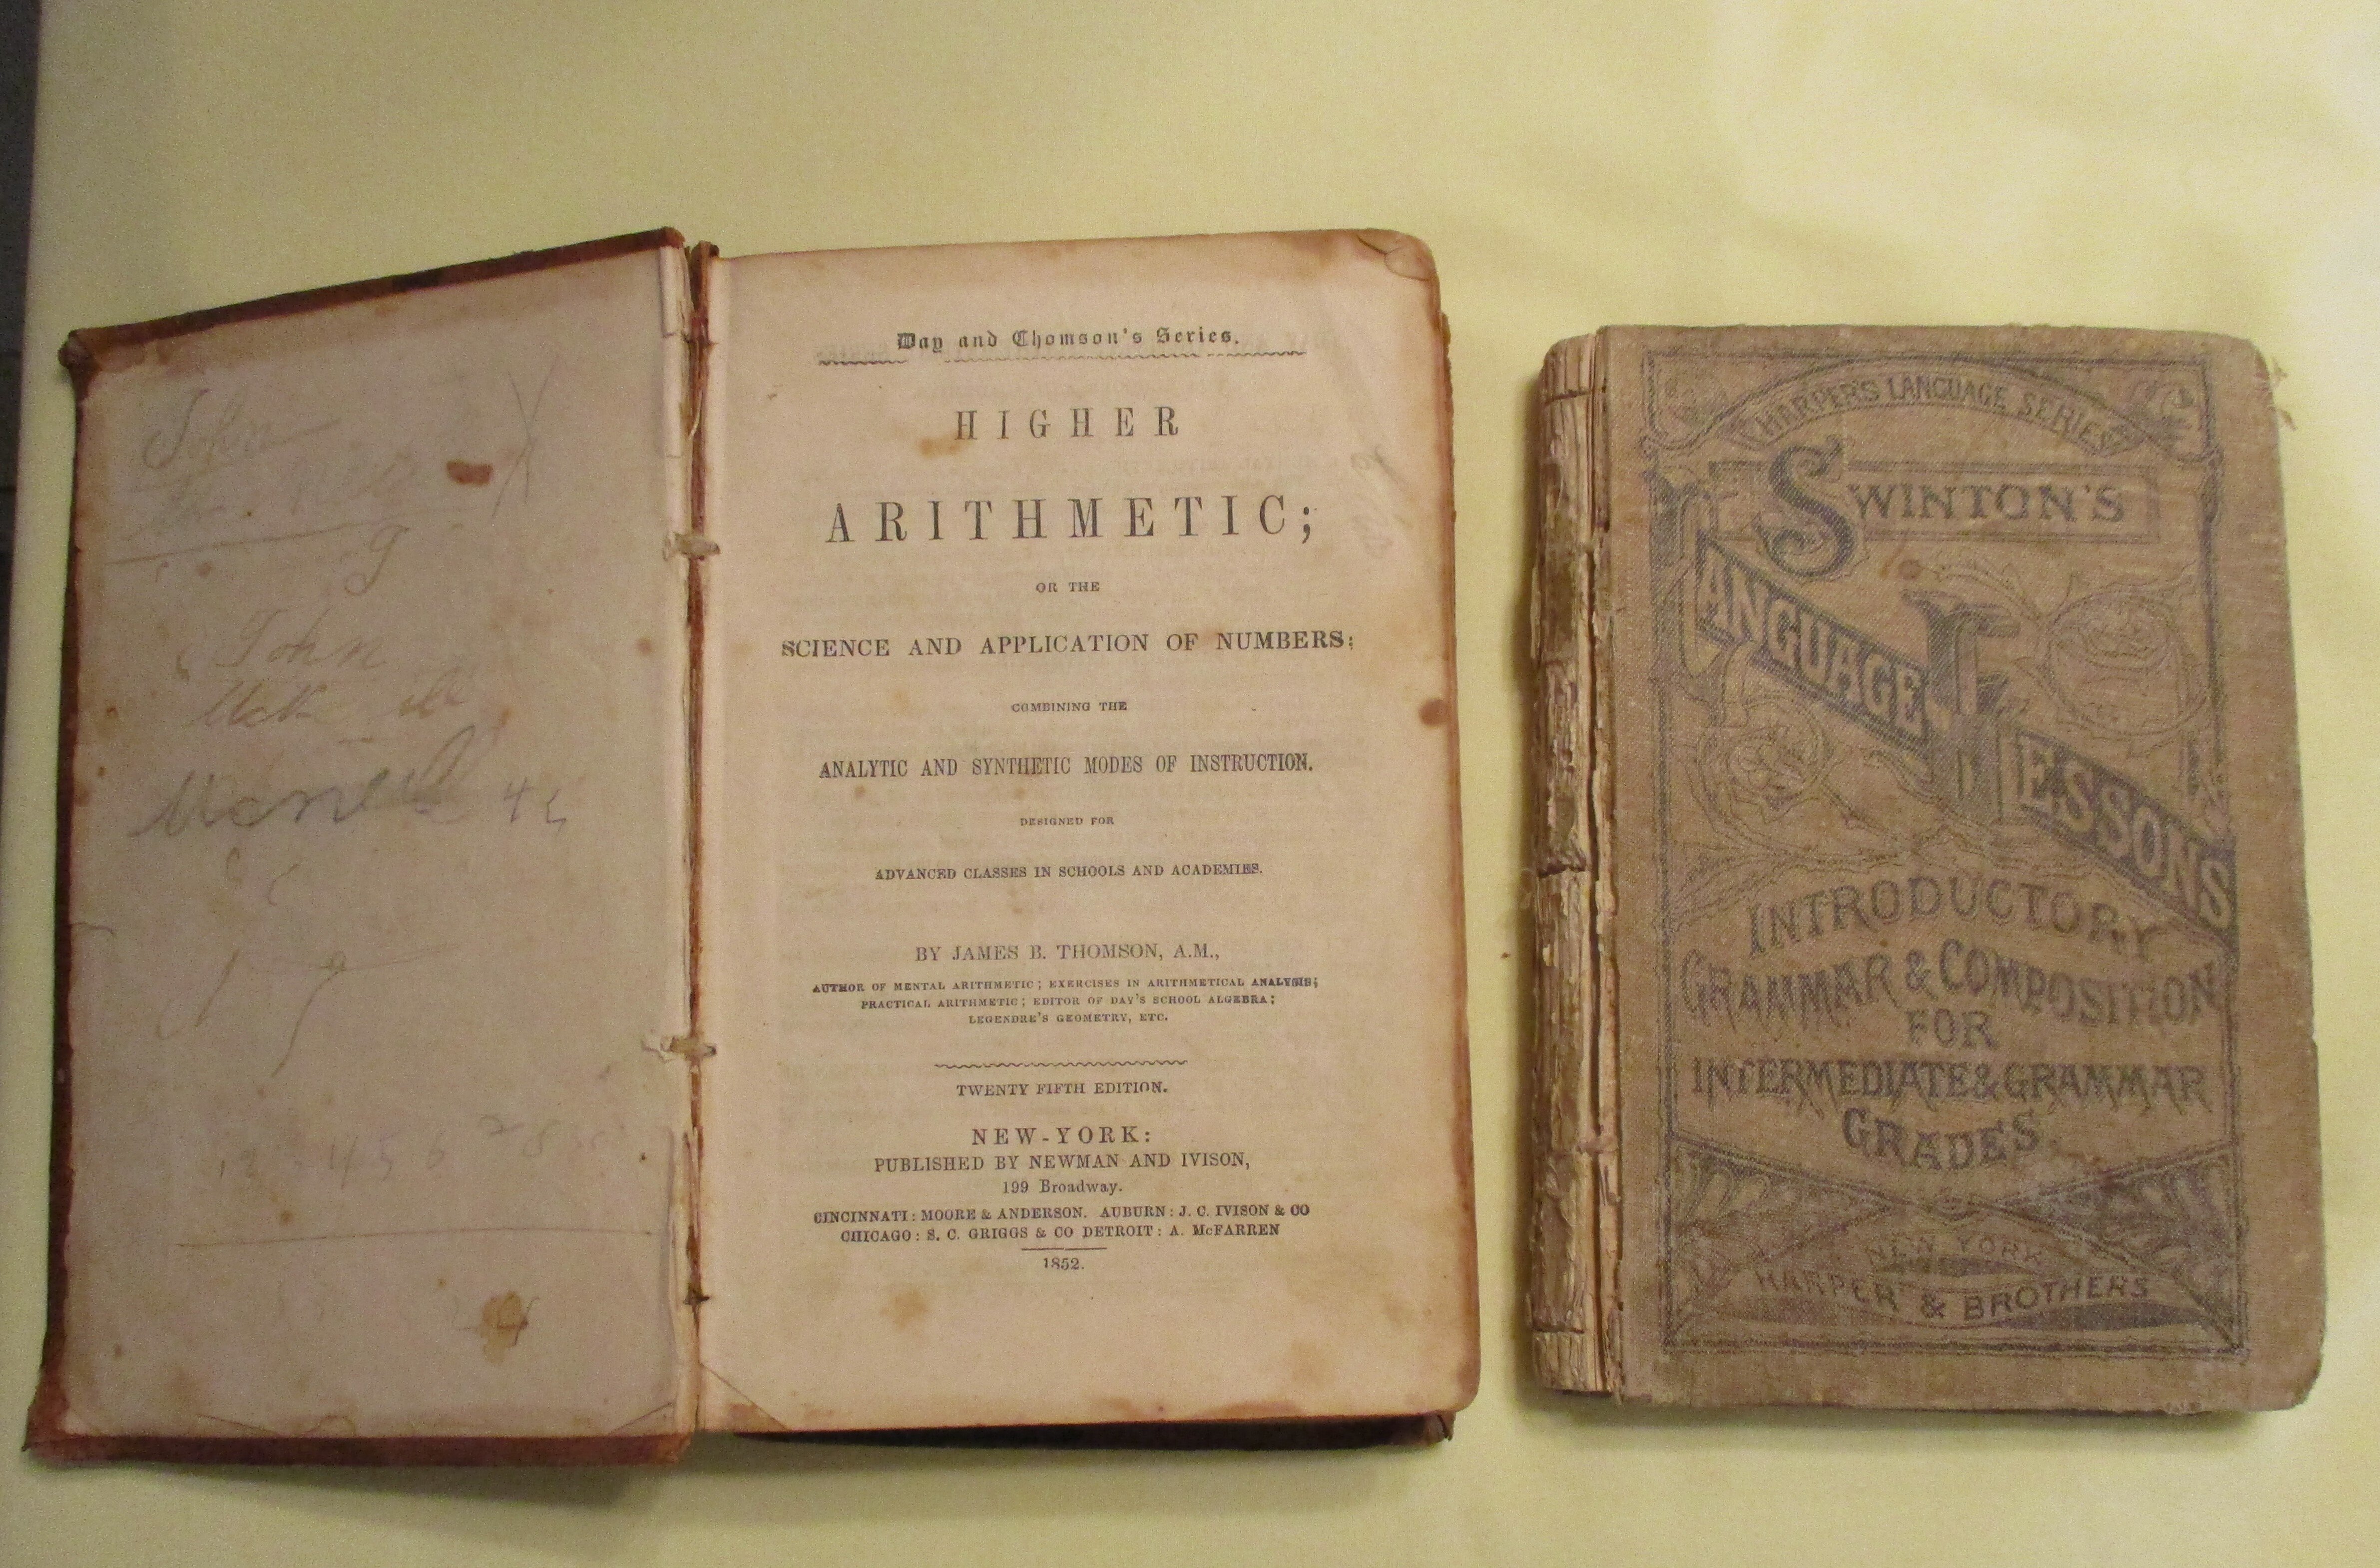 John
John
Day and Thomson's Series.
HIGHER
ARITHMETIC;
OR THE
SCIENCE AND APPLICATION OF NUMBERS;
COMBINING THE
ANALYTIC AND SYNTHETIC MODES OF INSTRUCTION.
DESIGNED FOR
ADVANCED CLASSES IN SCHOOLS AND ACADEMIES.
BY JAMES B. THOMSON, A.M.,
AUTHOR OF MENTAL ARITHMETIC; EXERCISES IN ARITHMETICAL ANALYSIS;
PRACTICAL ARITHMETIC; EDITOR OF DAY'S SCHOOL ALGEBRA;
LEGENDRE'S GEOMETRY, ETC.
TWENTY FIFTH EDITION.
NEW-YORK:
PUBLISHED BY NEWMAN AND IVISON,
199 Broadway.
CINCINNATI: MOORE & ANDERSON. AUBURN: J. C. IVISON & CO
CHICAGO: S. C. GRIGGS & CO DETROIT: A. McFARREN
1852.
HARPER'S LANGUAGE SERIES
SWINTON'S
LANGUAGE LESSONS
INTRODUCTORY
GRAMMAR & COMPOSITION
FOR
INTERMEDIATE & GRAMMAR
GRADES
NEW YORK
HARPER & BROTHERS